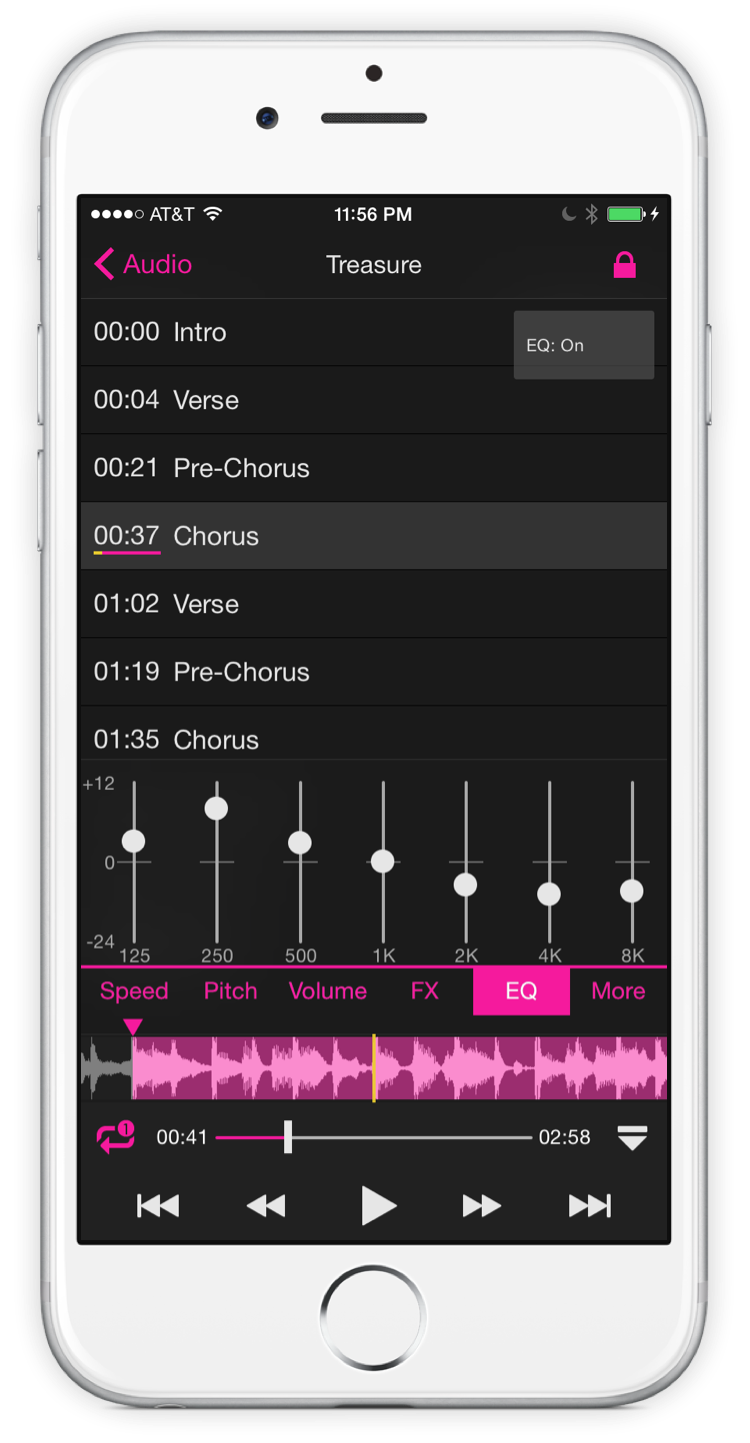 AT&T 11:56 PM
Audio Treasure
00:00 Intro
EQ: On
00:04 Verse
00:21 Pre-Chorus
00:37 Chorus
01:02 Verse
01:19 Pre-Chorus
01:35 Chorus
+12
0
-24
125 250 500 1K 2K 4K 8K
Speed Pitch Volume FX EQ More
1
00:41 02:58